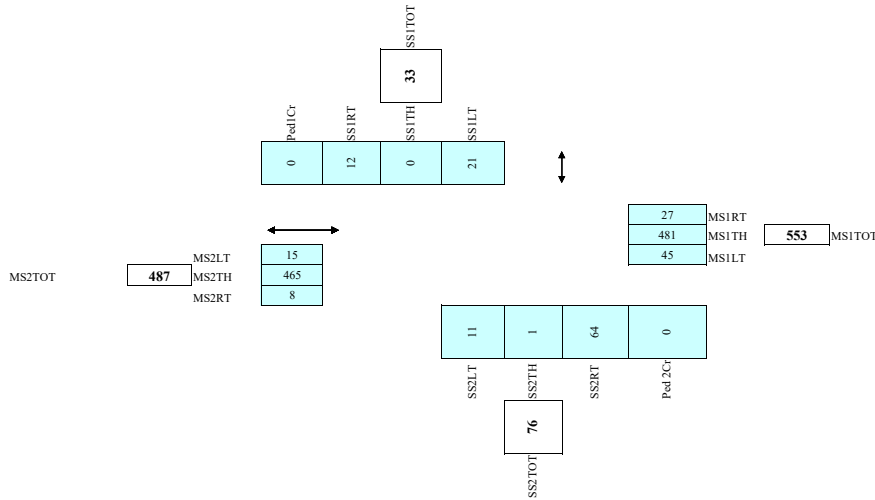 SS1TOT
33
Ped1Cr SS1RT SS1TH SS1LT
0 12 0 21
27 MS1RT
481 MS1TH 553 MS1TOT
45 MS1LT
MS2LT 15
MS2TOT 487 MS2TH 465
MS2RT 8
11 1 64 0
SS2LT SS2TH SS2RT Ped 2Cr
76
SS2TOT